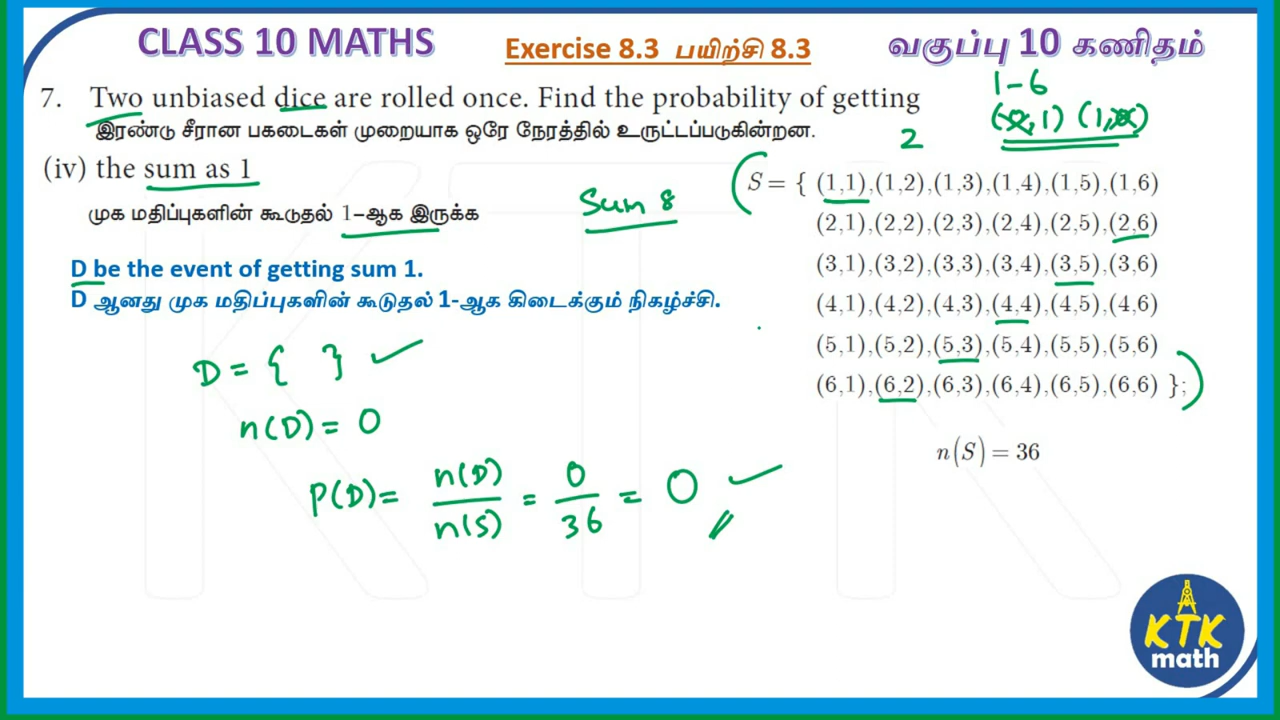 CLASS 10 MATHS
Exercise 8.3 பயிற்சி 8.3
வகுப்பு 10 கணிதம்
7. Two unbiased dice are rolled once. Find the probability of getting
இரண்டு சீரான பகடைகள் முறையாக ஒரே நேரத்தில் உருட்டப்படுகின்றன.
1-6
(0,1) (1,0)
2
(iv) the sum as 1
முக மதிப்புகளின் கூடுதல் 1-ஆக இருக்க
Sum 8
S = { (1,1),(1,2),(1,3),(1,4),(1,5),(1,6)
(2,1),(2,2),(2,3),(2,4),(2,5),(2,6)
(3,1),(3,2),(3,3),(3,4),(3,5),(3,6)
(4,1),(4,2),(4,3),(4,4),(4,5),(4,6)
(5,1),(5,2),(5,3),(5,4),(5,5),(5,6)
(6,1),(6,2),(6,3),(6,4),(6,5),(6,6) };
n(S) = 36
D be the event of getting sum 1.
D ஆனது முக மதிப்புகளின் கூடுதல் 1-ஆக கிடைக்கும் நிகழ்ச்சி.
D = { }
n(D) = 0
P(D) = n(D)/n(S) = 0/36 = 0
KTK
math